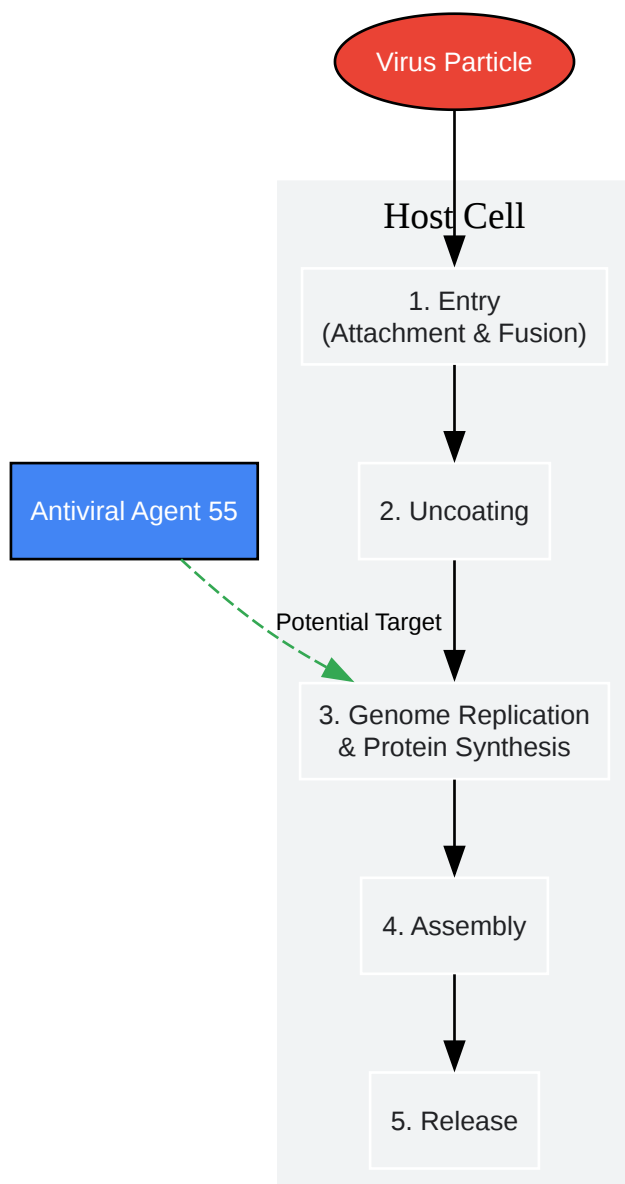 Virus Particle
Host Cell
1. Entry
(Attachment & Fusion)
Antiviral Agent 55
2. Uncoating
Potential Target
3. Genome Replication
& Protein Synthesis
4. Assembly
5. Release